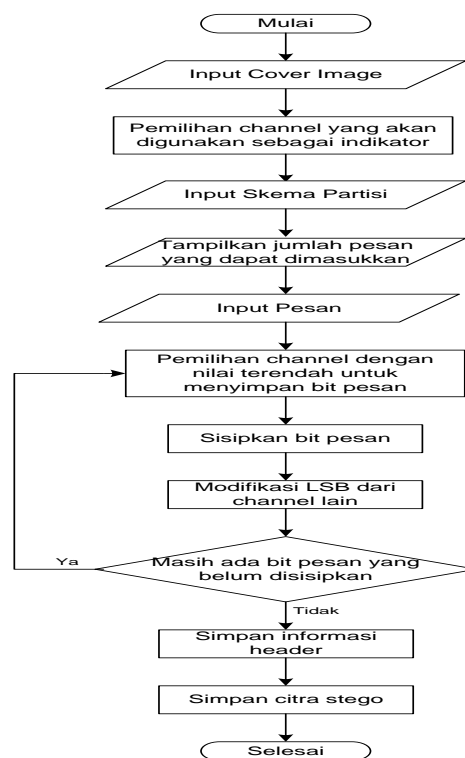 Mulai
Input Cover Image
Pemilihan channel yang akan
digunakan sebagai indikator
Input Skema Partisi
Tampilkan jumlah pesan
yang dapat dimasukkan
Input Pesan
Pemilihan channel dengan
nilai terendah untuk
menyimpan bit pesan
Sisipkan bit pesan
Modifikasi LSB dari
channel lain
Masih ada bit pesan yang
belum disisipkan
Ya
Tidak
Simpan informasi
header
Simpan citra stego
Selesai